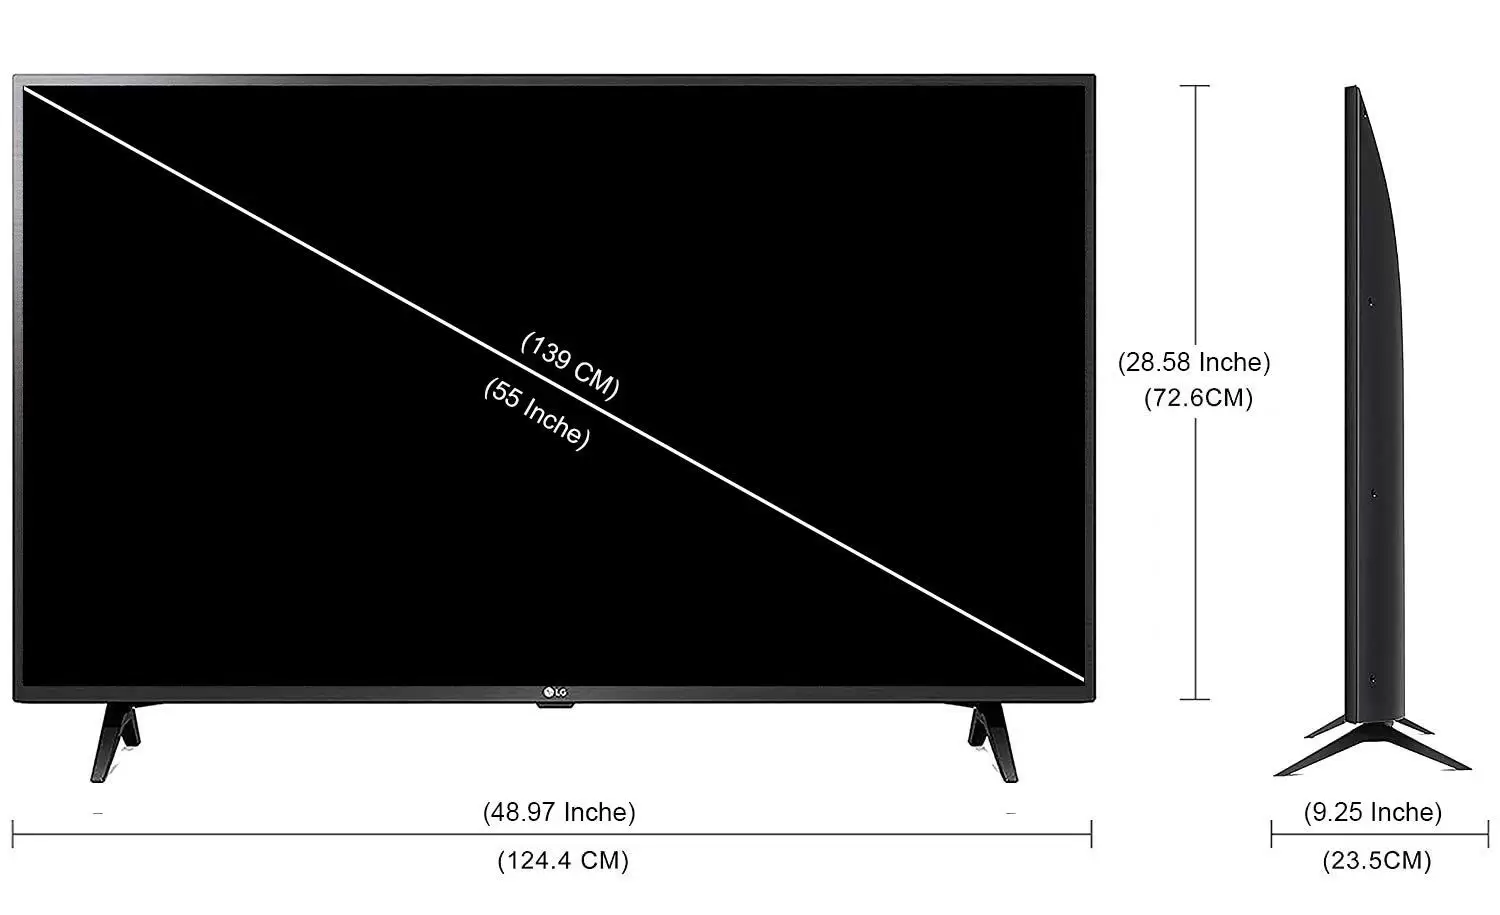 (139 CM)
(55 Inche)
(28.58 Inche)
(72.6CM)
LG
(48.97 Inche)
(124.4 CM)
(9.25 Inche)
(23.5CM)